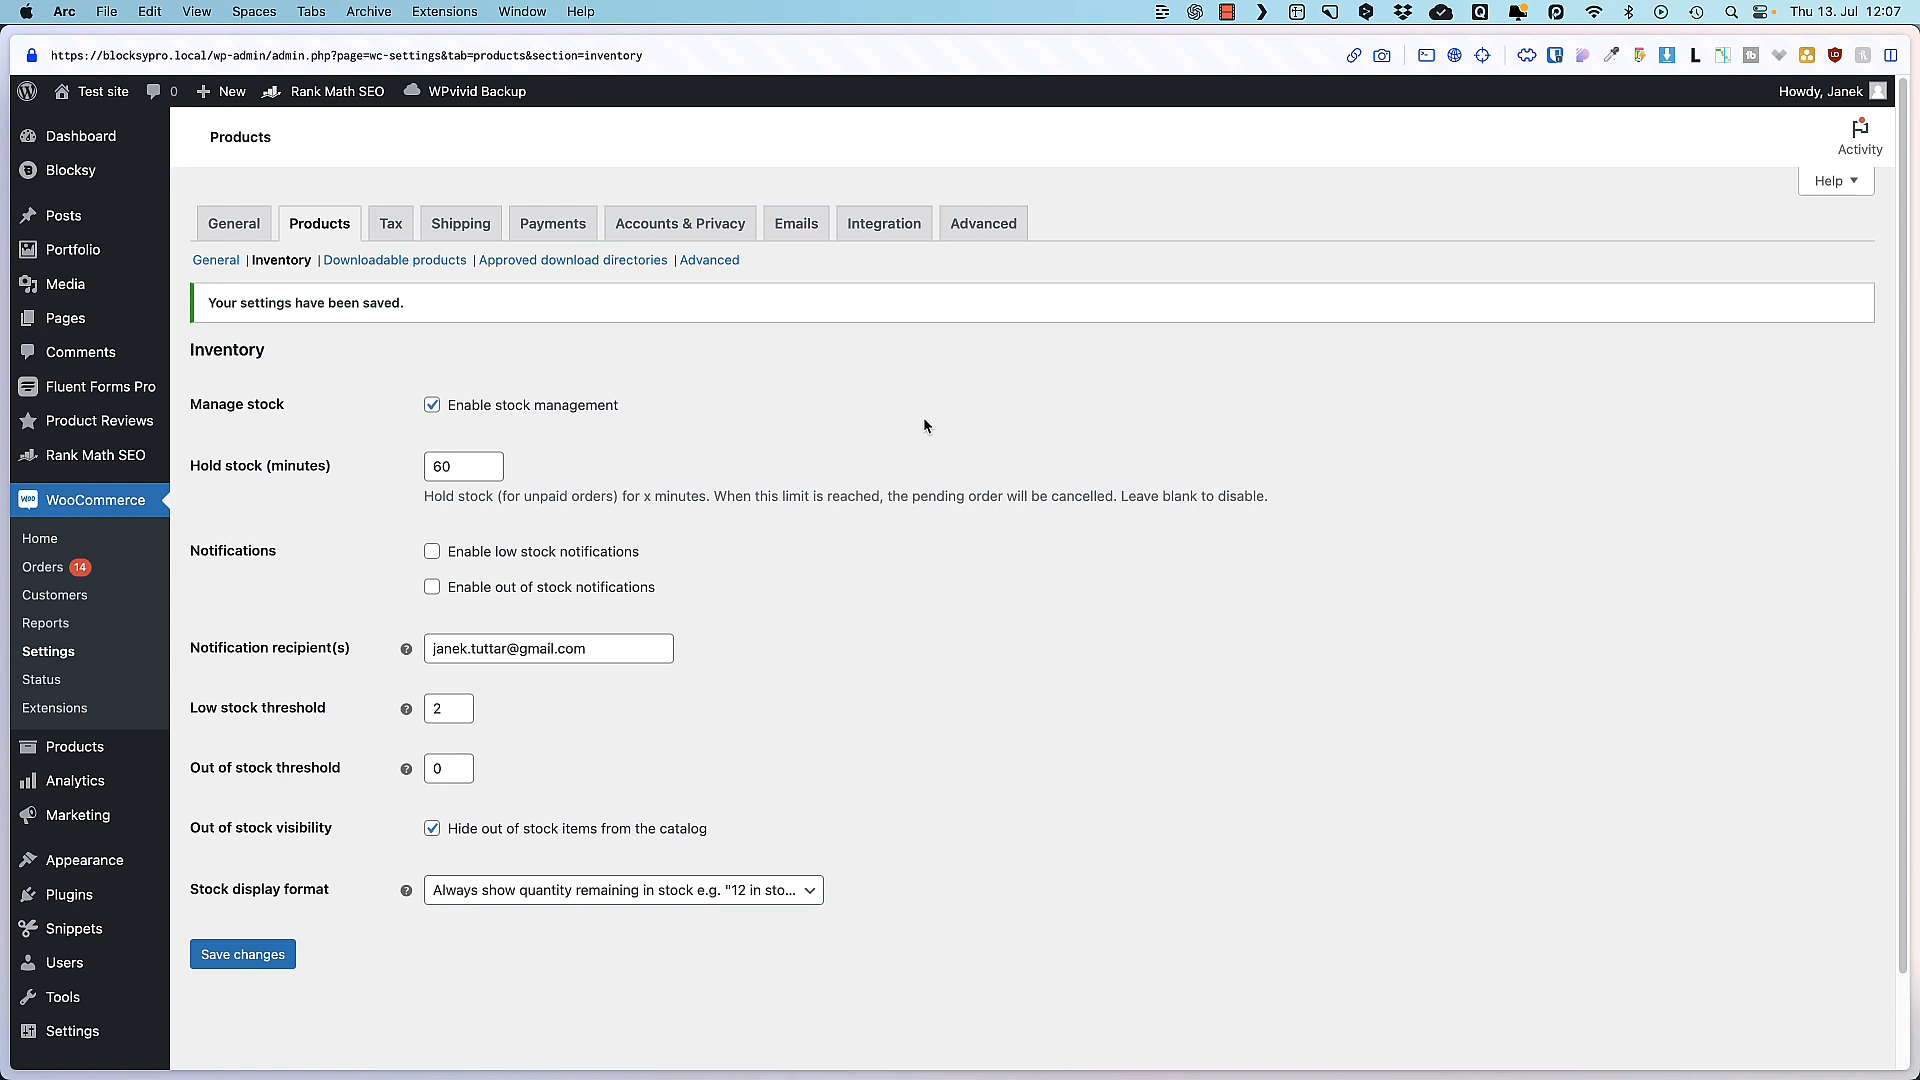 Arc File Edit View Spaces Tabs Archive Extensions Window Help Thu 13. Jul 12:07
https://blocksypro.local/wp-admin/admin.php?page=wc-settings&tab=products&section=inventory
Test site 0 New Rank Math SEO WPvivid Backup Howdy, Janek
Dashboard
Blocksy
Posts
Portfolio
Media
Pages
Comments
Fluent Forms Pro
Product Reviews
Rank Math SEO
WooCommerce
Home
Orders 14
Customers
Reports
Settings
Status
Extensions
Products
Analytics
Marketing
Appearance
Plugins
Snippets
Users
Tools
Settings
Products
Activity
Help
General Products Tax Shipping Payments Accounts & Privacy Emails Integration Advanced
General | Inventory | Downloadable products | Approved download directories | Advanced
Your settings have been saved.
Inventory
Manage stock Enable stock management
Hold stock (minutes) 60
Hold stock (for unpaid orders) for x minutes. When this limit is reached, the pending order will be cancelled. Leave blank to disable.
Notifications Enable low stock notifications
Enable out of stock notifications
Notification recipient(s) janek.tuttar@gmail.com
Low stock threshold 2
Out of stock threshold 0
Out of stock visibility Hide out of stock items from the catalog
Stock display format Always show quantity remaining in stock e.g. "12 in sto...
Save changes